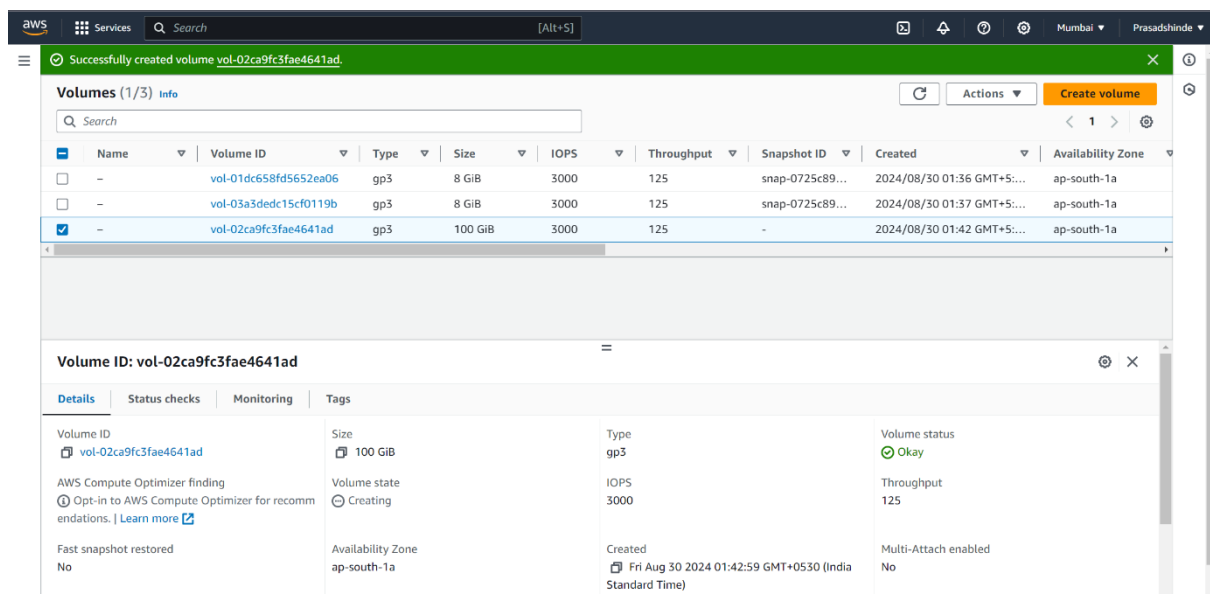 aws Services Search [Alt+S] Mumbai Prasadshinde
Successfully created volume vol-02ca9fc3fae4641ad.
Volumes (1/3) Info Actions Create volume
Search 1
Name Volume ID Type Size IOPS Throughput Snapshot ID Created Availability Zone
– vol-01dc658fd5652ea06 gp3 8 GiB 3000 125 snap-0725c89... 2024/08/30 01:36 GMT+5:... ap-south-1a
– vol-03a3dedc15cf0119b gp3 8 GiB 3000 125 snap-0725c89... 2024/08/30 01:37 GMT+5:... ap-south-1a
– vol-02ca9fc3fae4641ad gp3 100 GiB 3000 125 - 2024/08/30 01:42 GMT+5:... ap-south-1a
Volume ID: vol-02ca9fc3fae4641ad
Details Status checks Monitoring Tags
Volume ID Size Type Volume status
vol-02ca9fc3fae4641ad 100 GiB gp3 Okay
AWS Compute Optimizer finding Volume state IOPS Throughput
Opt-in to AWS Compute Optimizer for recomm Creating 3000 125
endations. | Learn more
Fast snapshot restored Availability Zone Created Multi-Attach enabled
No ap-south-1a Fri Aug 30 2024 01:42:59 GMT+0530 (India No
Standard Time)